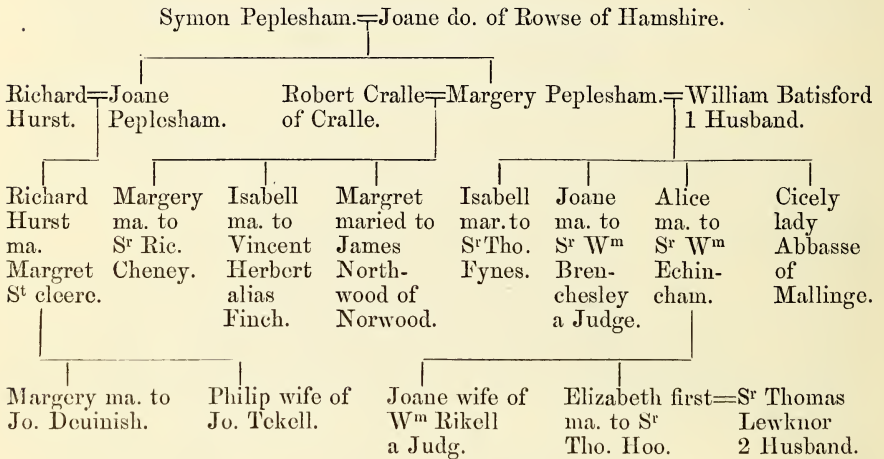 Symon Peplesham.=Joane do. of Rowse of Hamshire.
Richard=Joane
Hurst. Peplesham.
Robert Cralle=Margery Peplesham.=William Batisford
of Cralle. 1 Husband.
Richard
Hurst
ma.
Margret
Sᵗ cleere.
Margery
ma. to
Sʳ Ric.
Cheney.
Isabell
ma. to
Vincent
Herbert
alias
Finch.
Margret
maried to
James
North-
wood of
Norwood.
Isabell
mar. to
Sʳ Tho.
Fynes.
Joane
ma. to
Sʳ Wᵐ
Bren-
chesley
a Judge.
Alice
ma. to
Sʳ Wᵐ
Echin-
cham.
Cicely
lady
Abbasse
of
Mallinge.
Margery ma. to
Jo. Deuinish.
Philip wife of
Jo. Tekell.
Joane wife of
Wᵐ Rikell
a Judg.
Elizabeth first=Sʳ Thomas
ma. to Sʳ Lewknor
Tho. Hoo. 2 Husband.